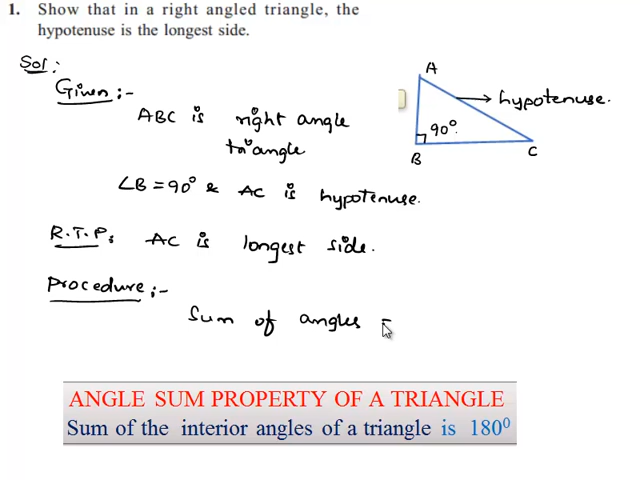 1. Show that in a right angled triangle, the
hypotenuse is the longest side.
Sol:
Given :-
ABC is right angle
triangle
∠B = 90° & AC is hypotenuse.
A
hypotenuse.
90°.
B
C
R.T.P: AC is longest side.
Procedure :-
Sum of angles =
ANGLE SUM PROPERTY OF A TRIANGLE
Sum of the interior angles of a triangle is 180⁰